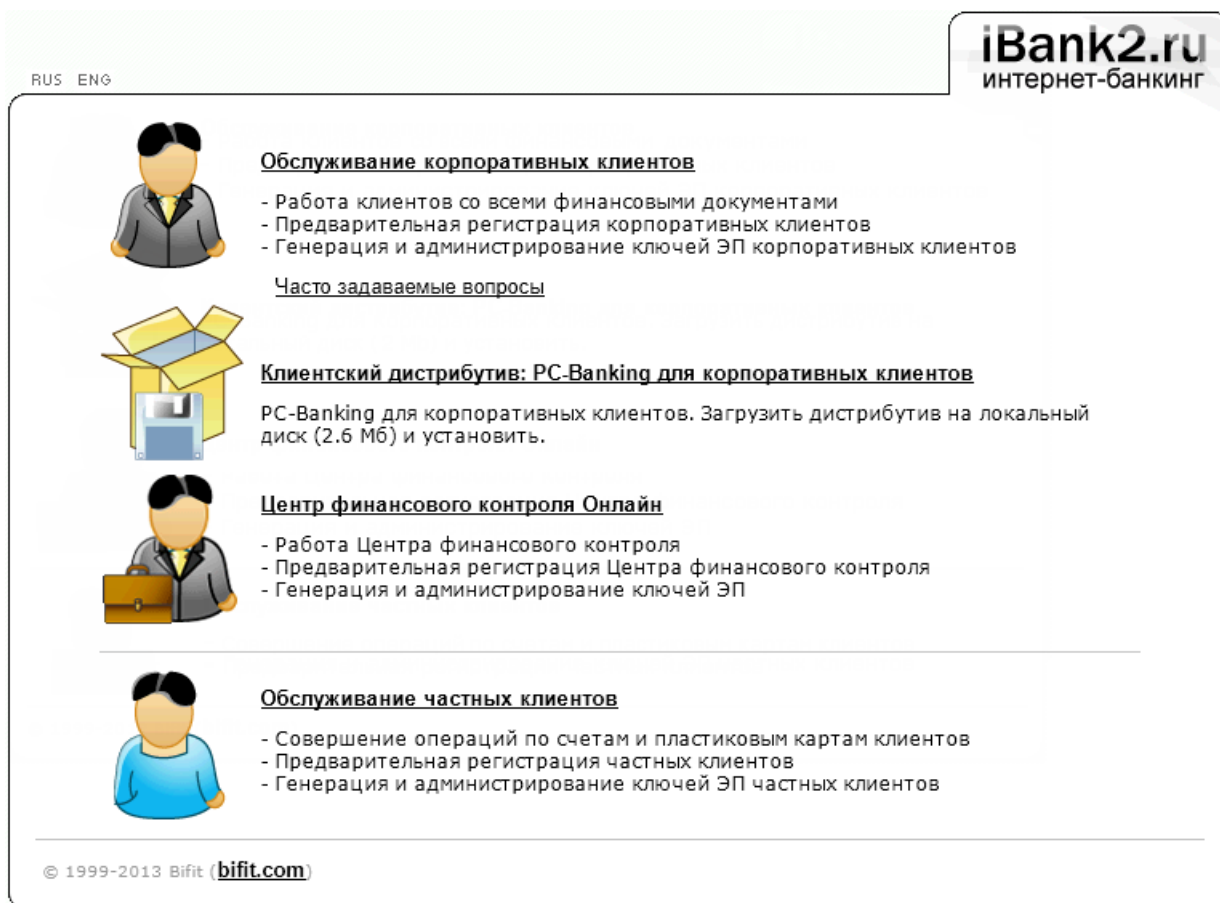 iBank2.ru
интернет-банкинг
RUS ENG
Обслуживание корпоративных клиентов
- Работа клиентов со всеми финансовыми документами
- Предварительная регистрация корпоративных клиентов
- Генерация и администрирование ключей ЭП корпоративных клиентов
Часто задаваемые вопросы
Клиентский дистрибутив: PC-Banking для корпоративных клиентов
PC-Banking для корпоративных клиентов. Загрузить дистрибутив на локальный
диск (2.6 Мб) и установить.
Центр финансового контроля Онлайн
- Работа Центра финансового контроля
- Предварительная регистрация Центра финансового контроля
- Генерация и администрирование ключей ЭП
Обслуживание частных клиентов
- Совершение операций по счетам и пластиковым картам клиентов
- Предварительная регистрация частных клиентов
- Генерация и администрирование ключей ЭП частных клиентов
© 1999-2013 Bifit (bifit.com)